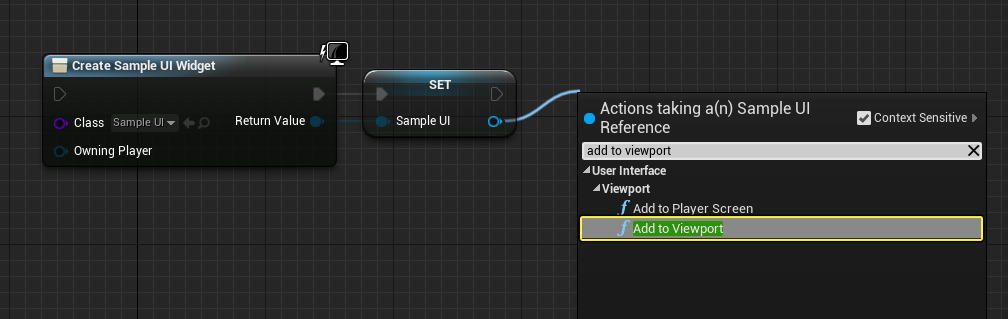 Create Sample UI Widget
SET
Class Sample UI
Return Value
Sample UI
Owning Player
Actions taking a(n) Sample UI
Reference
Context Sensitive
add to viewport
User Interface
Viewport
f Add to Player Screen
f Add to Viewport